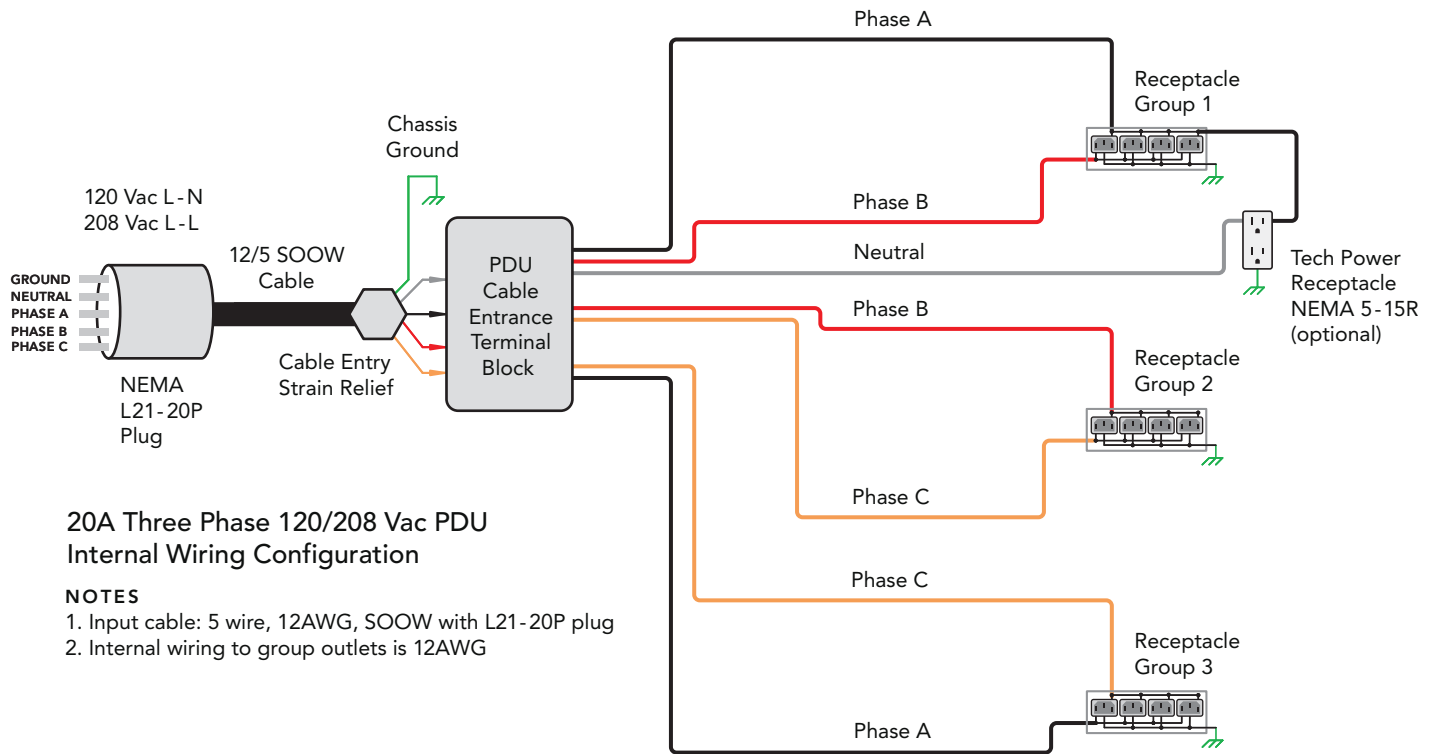 Phase A
Receptacle
Group 1
Chassis
Ground
120 Vac L-N
208 Vac L-L
Phase B
12/5 SOOW
Cable
Neutral
GROUND
NEUTRAL
PHASE A
PHASE B
PHASE C
PDU
Cable
Entrance
Terminal
Block
Tech Power
Receptacle
NEMA 5-15R
(optional)
Phase B
Cable Entry
Strain Relief
NEMA
L21-20P
Plug
Receptacle
Group 2
Phase C
20A Three Phase 120/208 Vac PDU
Internal Wiring Configuration
NOTES
1. Input cable: 5 wire, 12AWG, SOOW with L21-20P plug
2. Internal wiring to group outlets is 12AWG
Phase C
Receptacle
Group 3
Phase A